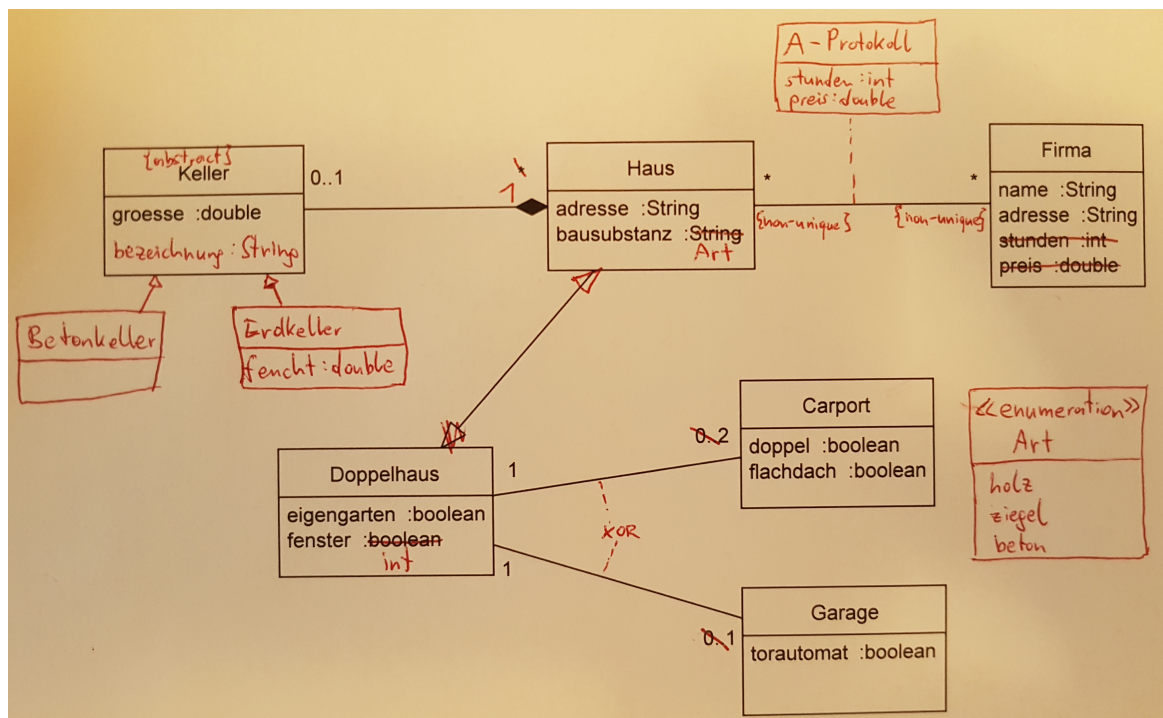 A-Protokoll
stunden :int
preis :double
{abstract}
Keller
groesse :double
bezeichnung :String
0..1
*
1
Haus
adresse :String
bausubstanz :String
Art
*
{non-unique}
*
{non-unique}
Firma
name :String
adresse :String
stunden :int
preis :double
Betonkeller
Erdkeller
feucht :double
Doppelhaus
eigengarten :boolean
fenster :boolean
int
1
1
XOR
0..2
Carport
doppel :boolean
flachdach :boolean
0..1
Garage
torautomat :boolean
<<enumeration>>
Art
holz
ziegel
beton